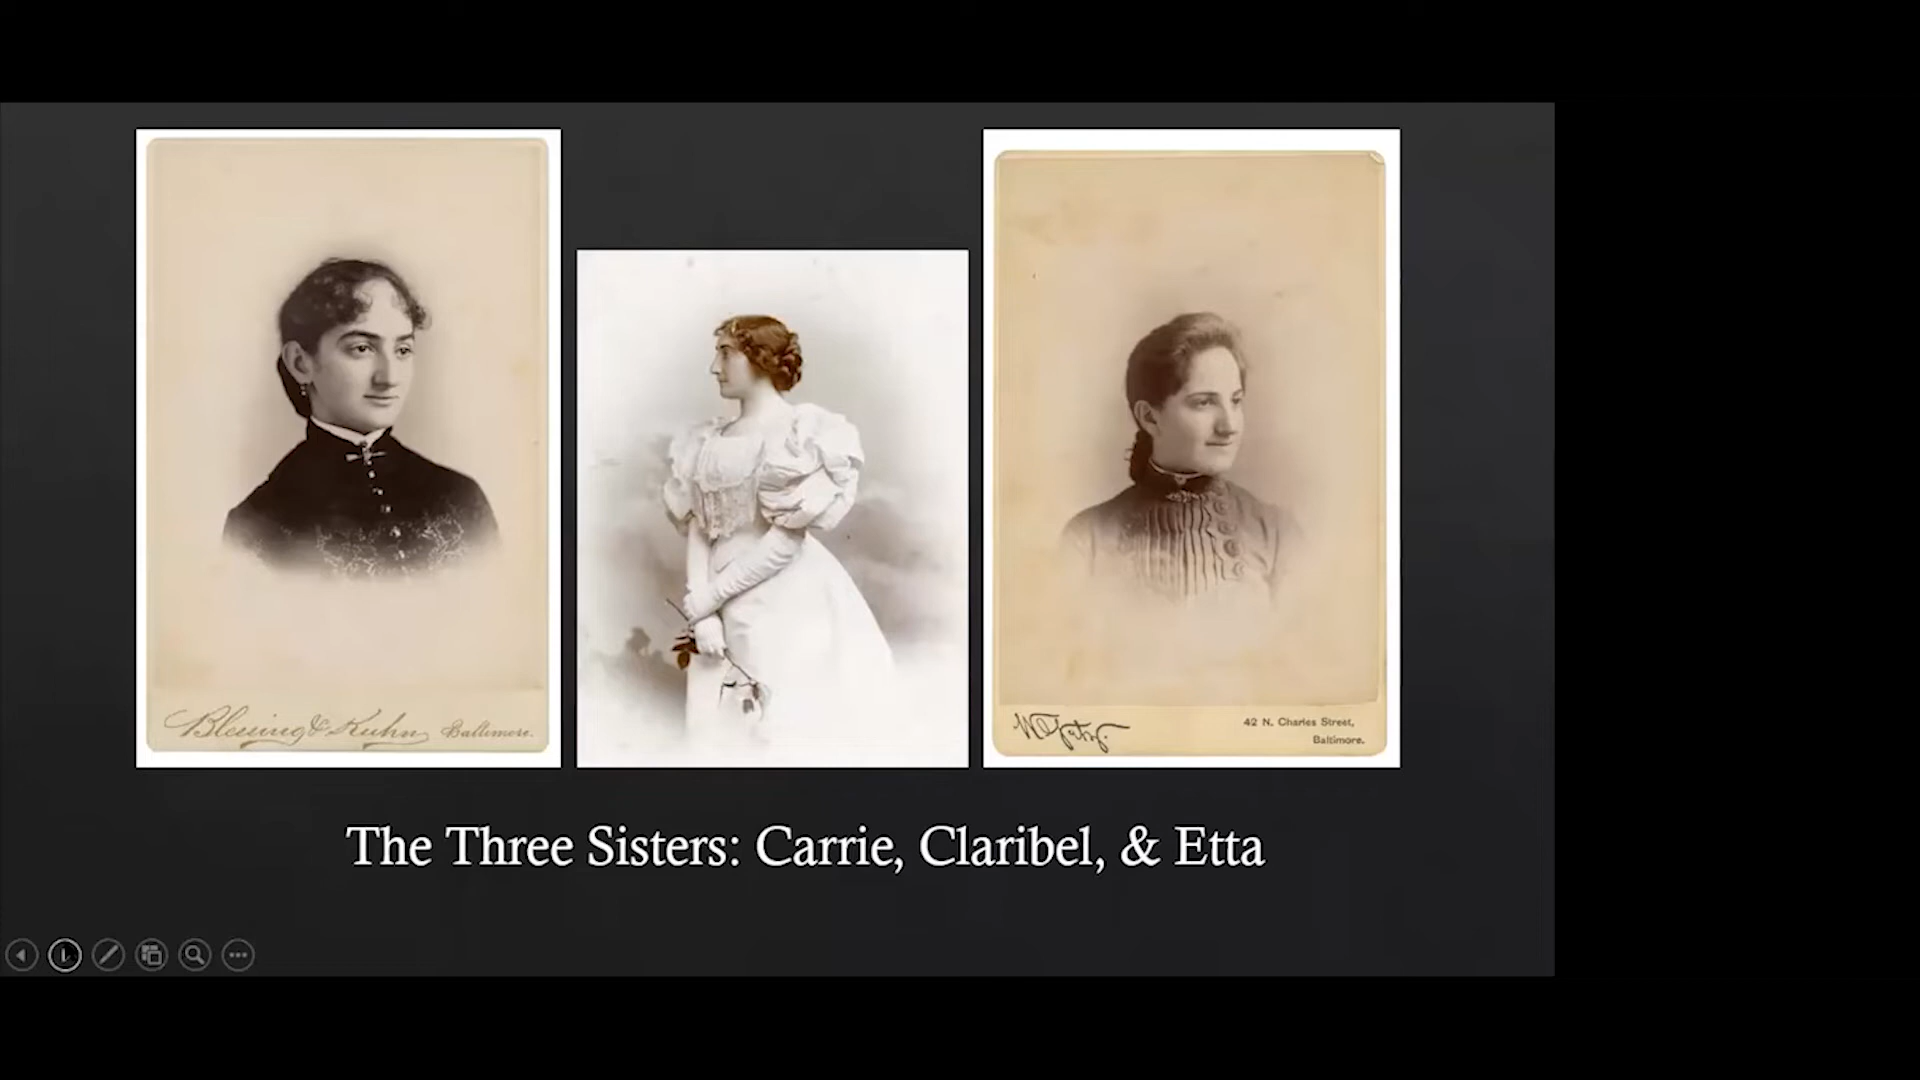 Blessing & Kuhn Baltimore.
42 N. Charles Street,
Baltimore.
The Three Sisters: Carrie, Claribel, & Etta